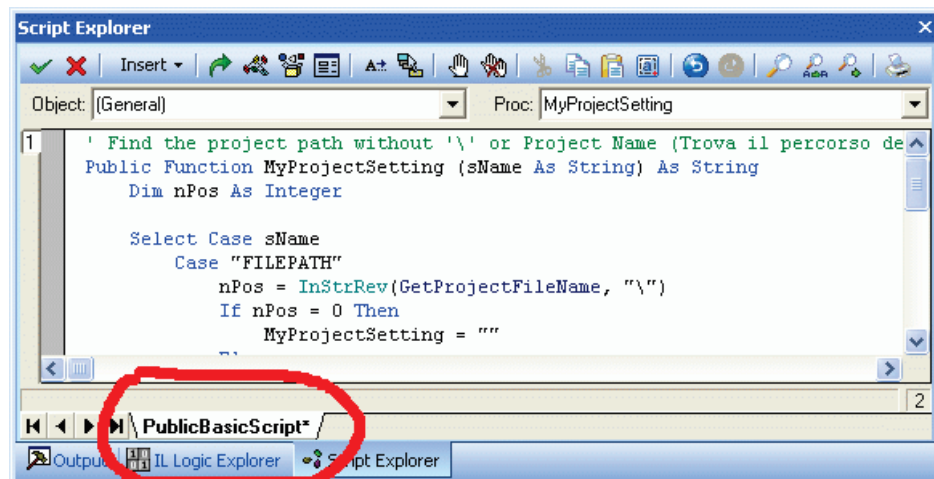 Script Explorer
Insert
Object: (General) Proc: MyProjectSetting
1 ' Find the project path without '\' or Project Name (Trova il percorso de
Public Function MyProjectSetting (sName As String) As String
Dim nPos As Integer
Select Case sName
Case "FILEPATH"
nPos = InStrRev(GetProjectFileName, "\")
If nPos = 0 Then
MyProjectSetting = ""
2
PublicBasicScript*
Output IL Logic Explorer Script Explorer